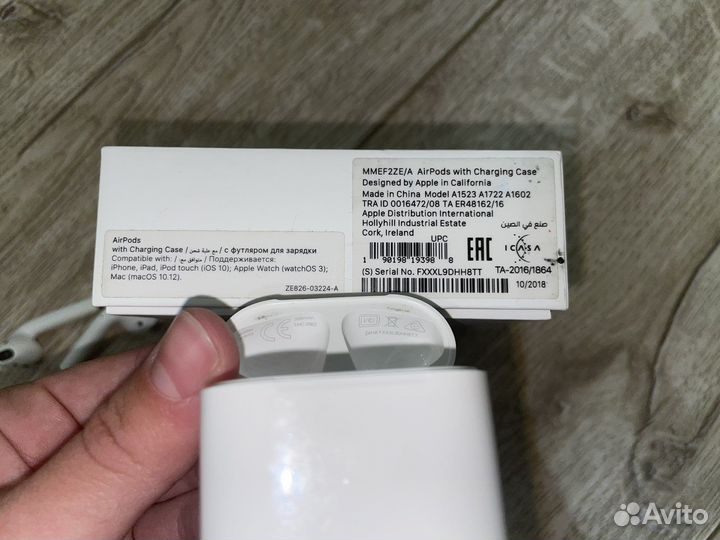 MMEF2ZE/A AirPods with Charging Case
Designed by Apple in California
Made in China Model A1523 A1722 A1602
TRA ID 0016472/08 TA ER48162/16
Apple Distribution International
Hollyhill Industrial Estate
Cork, Ireland
UPC
1 90198 19398 8
(S) Serial No. FXXXL9DHH8TT
EAC
صنع في الصين
ICASA
TA-2016/1864
10/2018
AirPods
with Charging Case / مع علبة شحن / с футляром для зарядки
Compatible with: / متوافق مع: / Поддерживается:
iPhone, iPad, iPod touch (iOS 10); Apple Watch (watchOS 3);
Mac (macOS 10.12).
ZE826-03224-A
CE
Avito